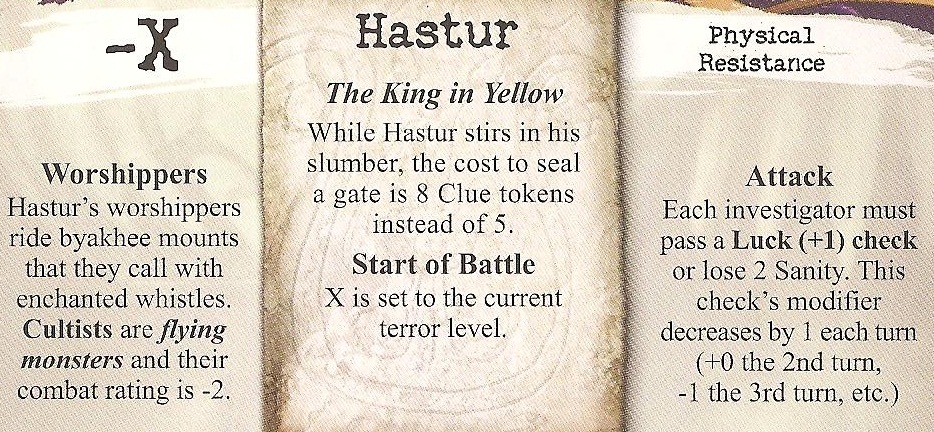 -X
Worshippers
Hastur's worshippers
ride byakhee mounts
that they call with
enchanted whistles.
Cultists are flying
monsters and their
combat rating is -2.
Hastur
The King in Yellow
While Hastur stirs in his
slumber, the cost to seal
a gate is 8 Clue tokens
instead of 5.
Start of Battle
X is set to the current
terror level.
Physical
Resistance
Attack
Each investigator must
pass a Luck (+1) check
or lose 2 Sanity. This
check's modifier
decreases by 1 each turn
(+0 the 2nd turn,
-1 the 3rd turn, etc.)